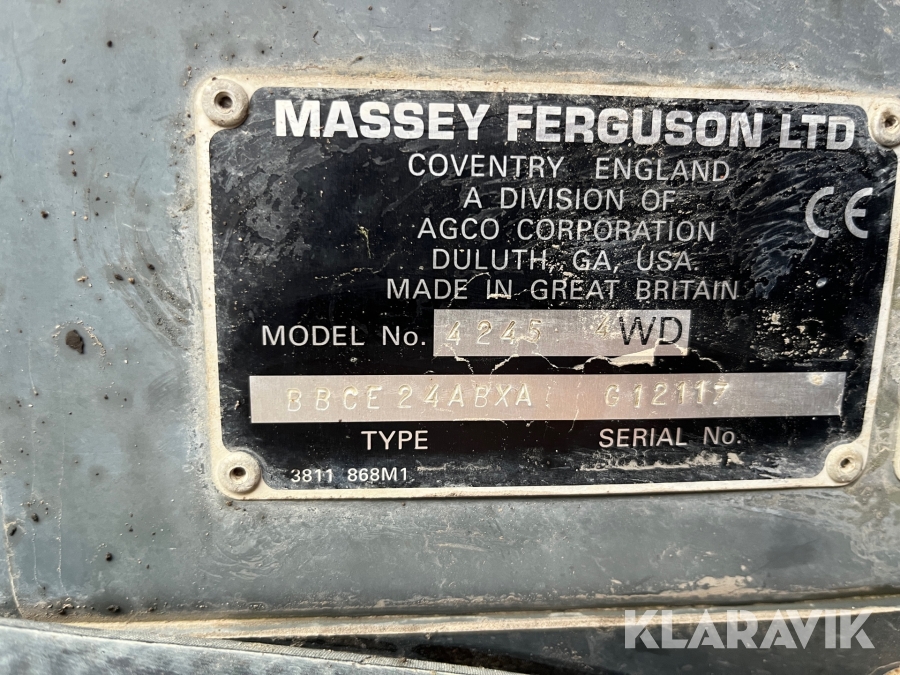 MASSEY FERGUSON LTD
COVENTRY ENGLAND
A DIVISION OF
AGCO CORPORATION
DULUTH, GA, USA.
MADE IN GREAT BRITAIN
CE
MODEL No. 4245 4WD
BBCE24ABXA G12117
TYPE SERIAL No.
3811 868M1
KLARAVIK